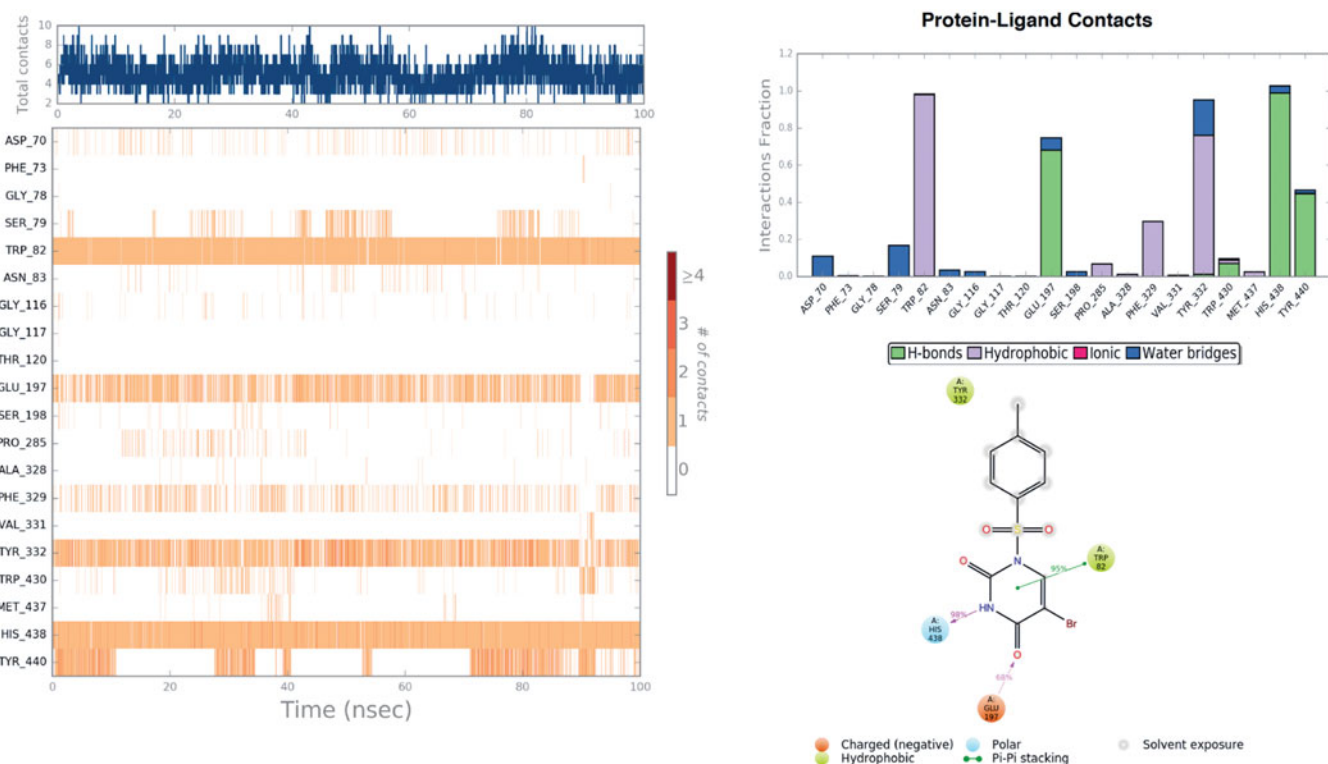 Total contacts
10
8
6
4
2
0
20
40
60
80
100
ASP_70
PHE_73
GLY_78
SER_79
TRP_82
ASN_83
GLY_116
GLY_117
THR_120
GLU_197
SER_198
PRO_285
ALA_328
PHE_329
VAL_331
TYR_332
TRP_430
MET_437
HIS_438
TYR_440
0
20
40
60
80
100
Time (nsec)
≥4
3
2
1
0
# of contacts
Protein-Ligand Contacts
Interactions Fraction
1.2
1.0
0.8
0.6
0.4
0.2
0.0
ASP_70
PHE_73
GLY_78
SER_79
TRP_82
ASN_83
GLY_116
GLY_117
THR_120
GLU_197
SER_198
PRO_285
ALA_328
PHE_329
VAL_331
TYR_332
TRP_430
MET_437
HIS_438
TYR_440
H-bonds Hydrophobic Ionic Water bridges
A:
TYR
332
O S O
O N
95%
A:
TRP
82
HN
98%
A:
HIS
438
Br
O
68%
A:
GLU
197
Charged (negative) Polar Solvent exposure
Hydrophobic Pi-Pi stacking